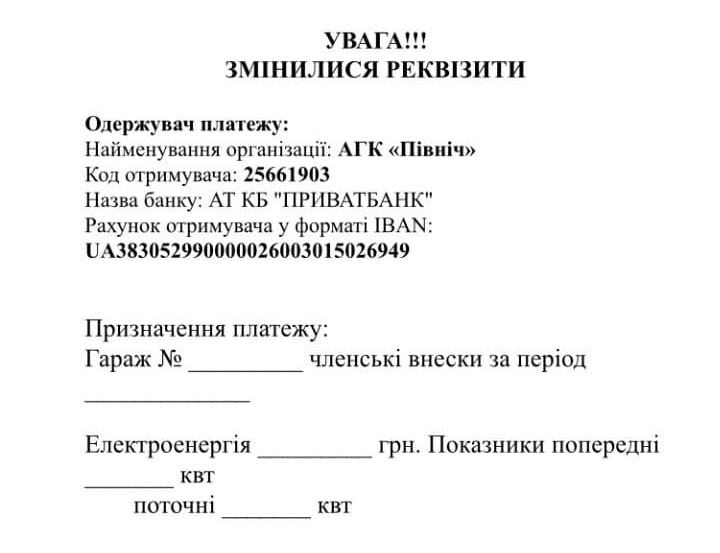 УВАГА!!!
ЗМІНИЛИСЯ РЕКВІЗИТИ
Одержувач платежу:
Найменування організації: АГК «Північ»
Код отримувача: 25661903
Назва банку: АТ КБ "ПРИВАТБАНК"
Рахунок отримувача у форматі IBAN:
UA383052990000026003015026949
Призначення платежу:
Гараж № _________ членські внески за період
_____________
Електроенергія _________ грн. Показники попередні
_______ квт
поточні _______ квт